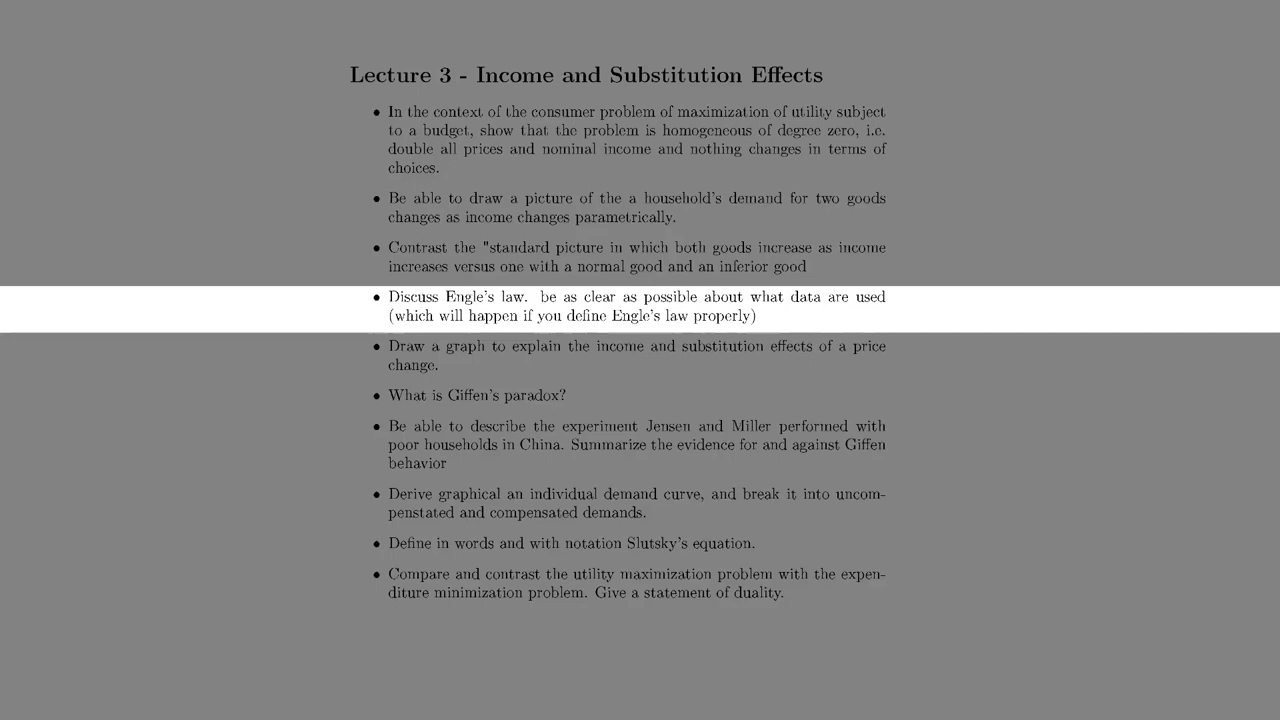 Lecture 3 - Income and Substitution Effects
• In the context of the consumer problem of maximization of utility subject
to a budget, show that the problem is homogeneous of degree zero, i.e.
double all prices and nominal income and nothing changes in terms of
choices.
• Be able to draw a picture of the a household's demand for two goods
changes as income changes parametrically.
• Contrast the "standard picture in which both goods increase as income
increases versus one with a normal good and an inferior good
• Discuss Engle's law. be as clear as possible about what data are used
(which will happen if you define Engle's law properly)
• Draw a graph to explain the income and substitution effects of a price
change.
• What is Giffen's paradox?
• Be able to describe the experiment Jensen and Miller performed with
poor households in China. Summarize the evidence for and against Giffen
behavior
• Derive graphical an individual demand curve, and break it into uncom-
penstated and compensated demands.
• Define in words and with notation Slutsky's equation.
• Compare and contrast the utility maximization problem with the expen-
diture minimization problem. Give a statement of duality.